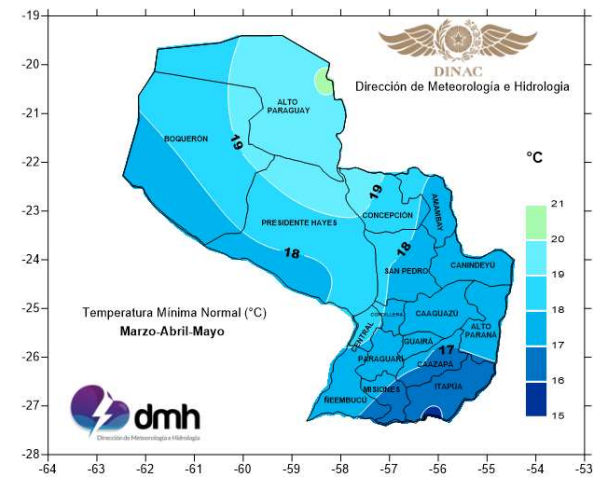 DINAC
Dirección de Meteorología e Hidrologia
-19
-20
-21
-22
-23
-24
-25
-26
-27
-28
ALTO
PARAGUAY
BOQUERÓN
19
19
CONCEPCIÓN
AMAMBAY
PRESIDENTE HAYES
18
18
SAN PEDRO
CANINDEYÚ
CORDILLERA
CAAGUAZÚ
CENTRAL
ALTO
PARANÁ
GUAIRÁ
17
PARAGUARÍ
CAAZAPÁ
MISIONES
ITAPÚA
ÑEEMBUCÚ
Temperatura Mínima Normal (°C)
Marzo-Abril-Mayo
dmh
Dirección de Meteorología e Hidrología
°C
21
20
19
18
17
16
15
-64
-63
-62
-61
-60
-59
-58
-57
-56
-55
-54
-53